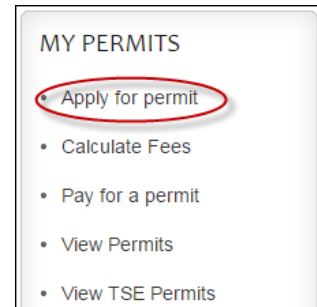 MY PERMITS
• Apply for permit
• Calculate Fees
• Pay for a permit
• View Permits
• View TSE Permits